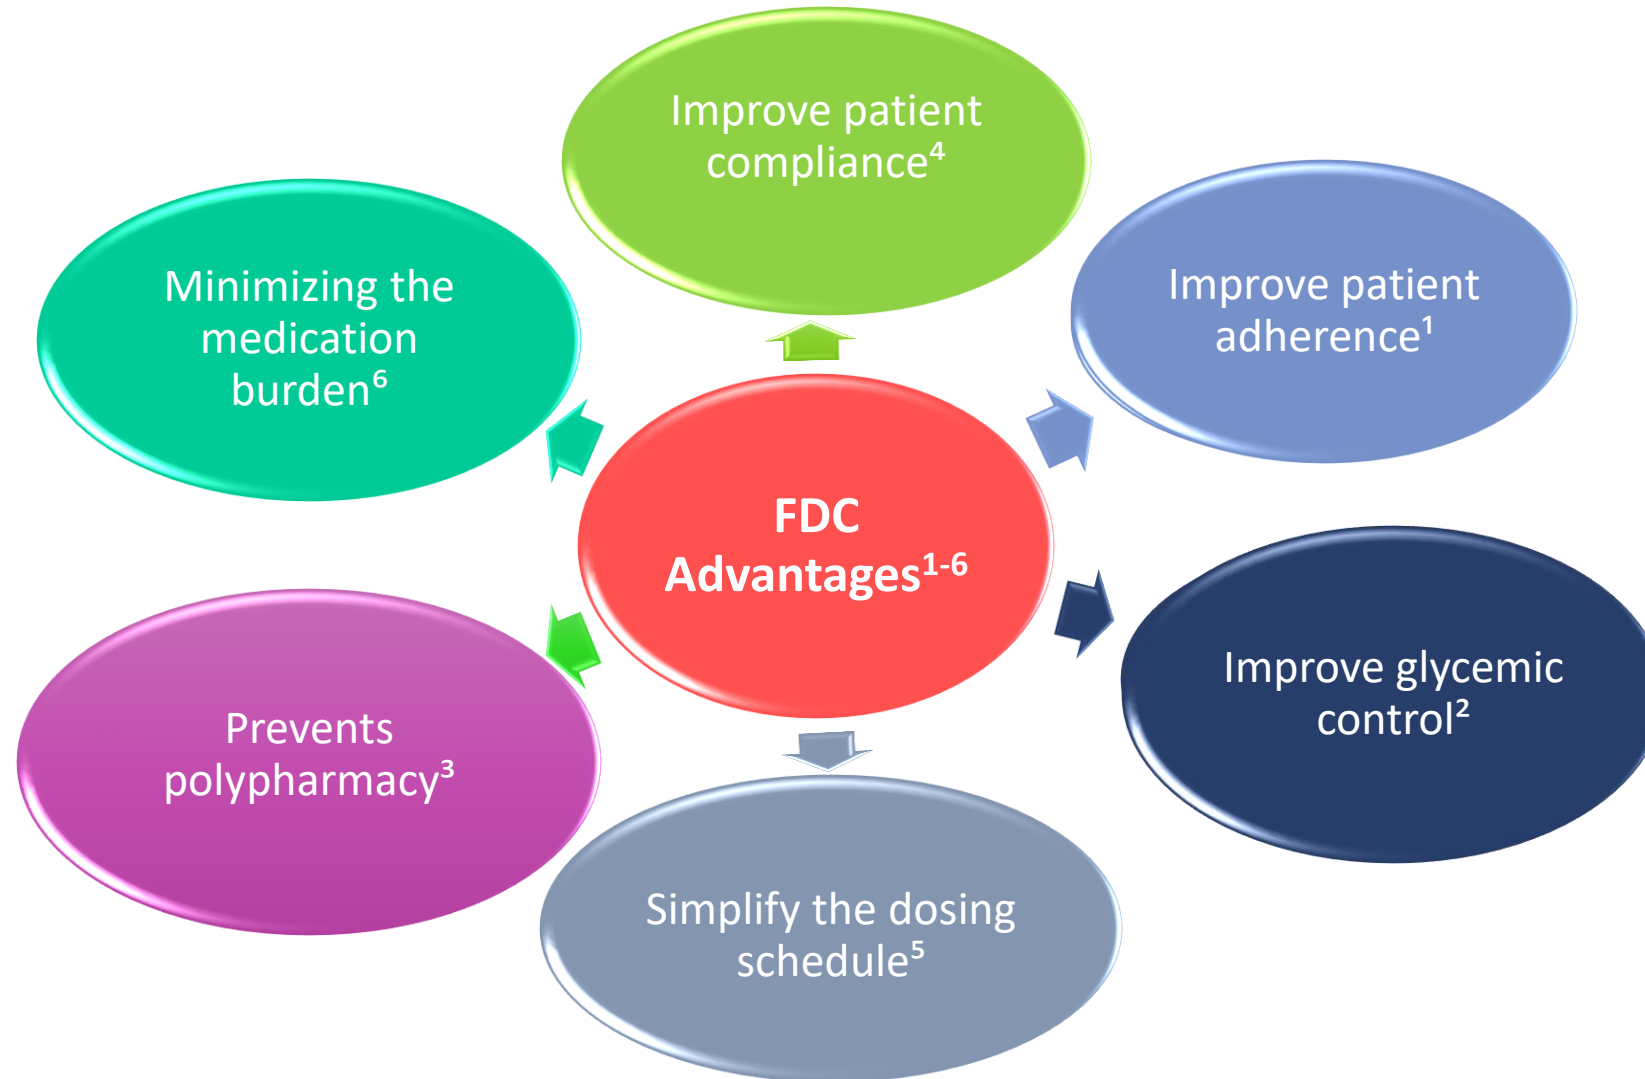 Improve patient
compliance⁴
Improve patient
adherence¹
Minimizing the
medication
burden⁶
FDC
Advantages¹⁻⁶
Improve glycemic
control²
Prevents
polypharmacy³
Simplify the dosing
schedule⁵